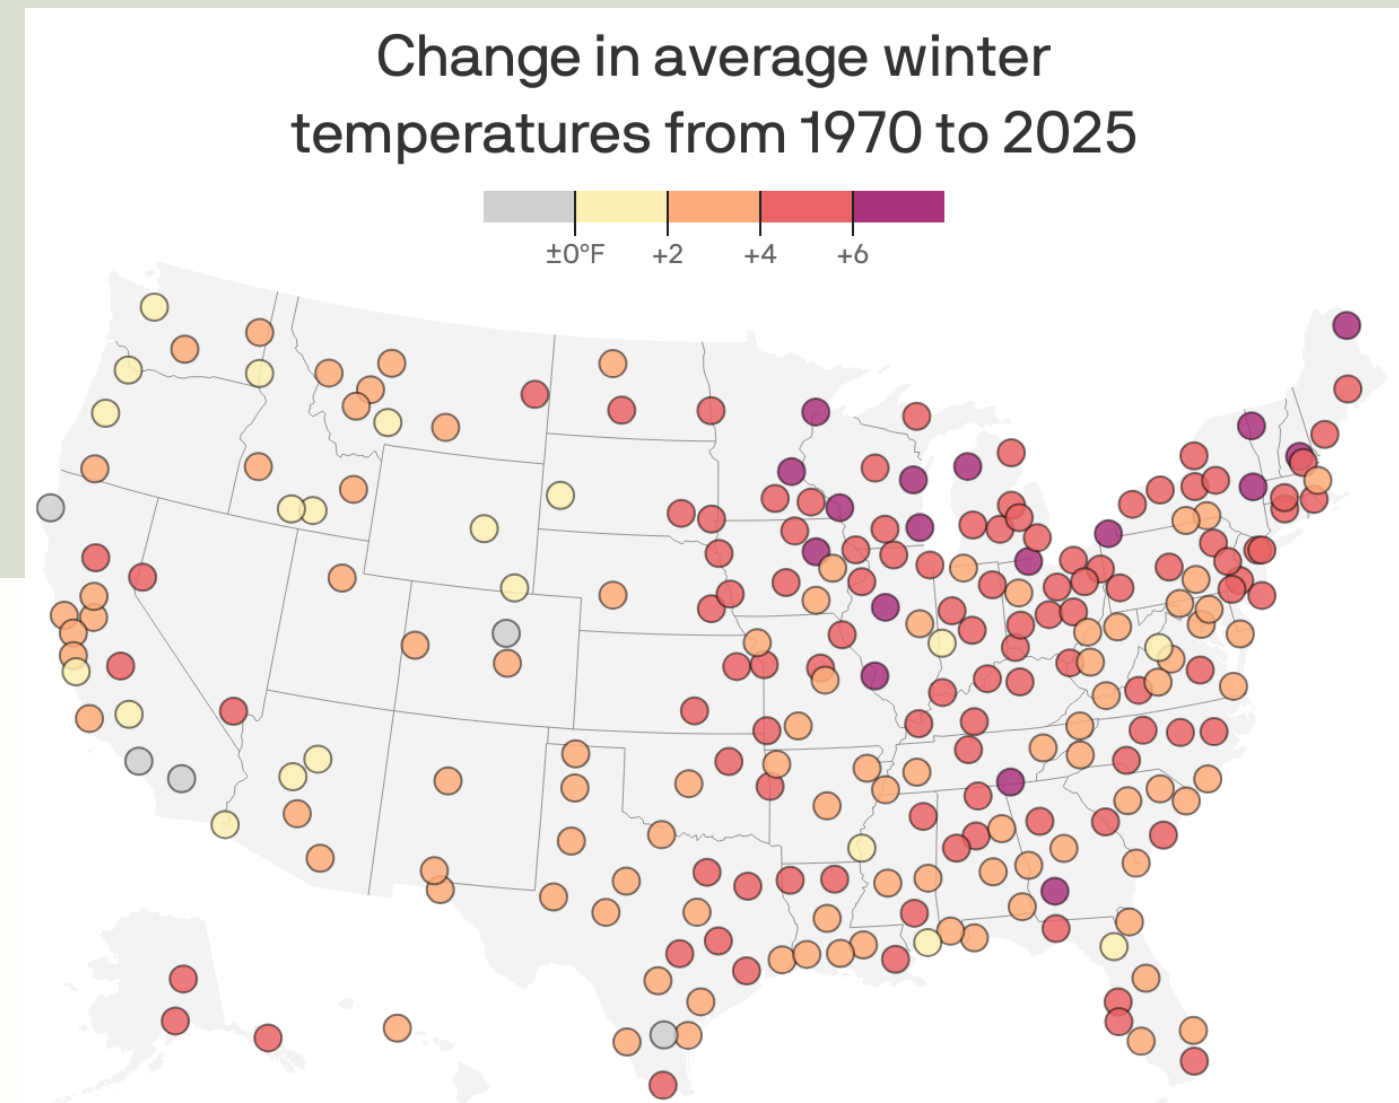 Change in average winter
temperatures from 1970 to 2025
±0°F +2 +4 +6